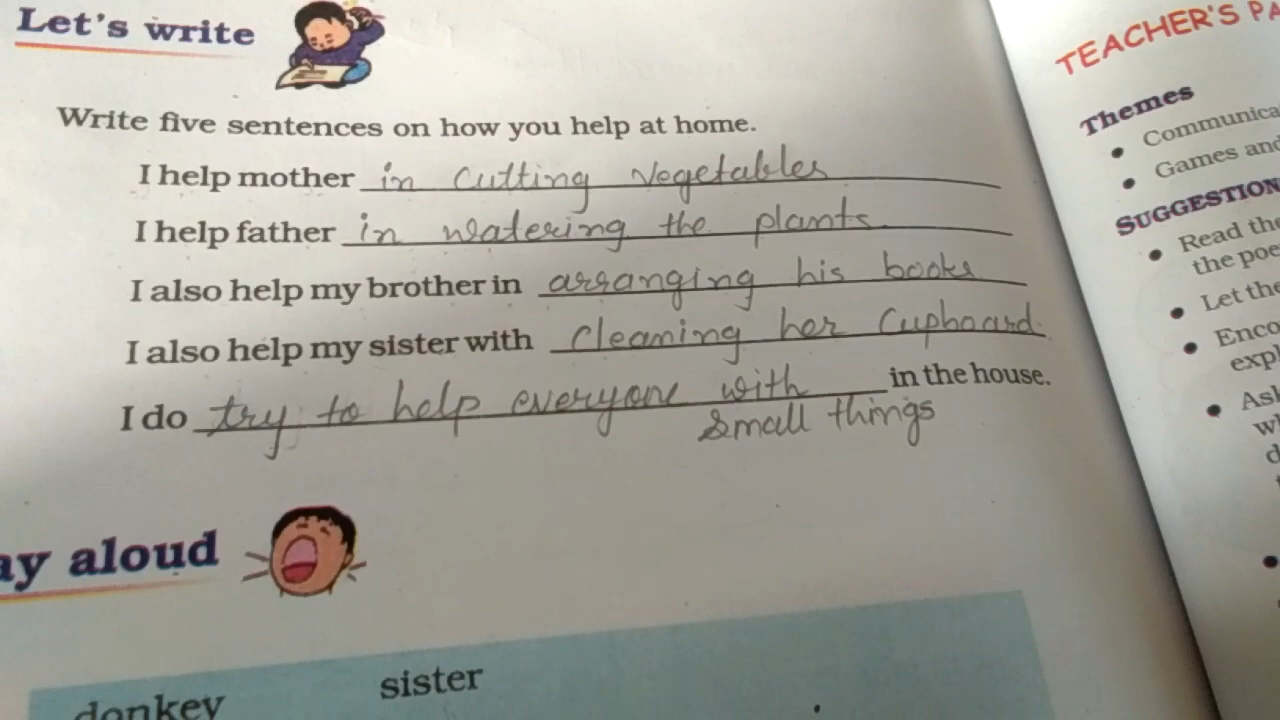 Let's write
Write five sentences on how you help at home.
I help mother in cutting vegetables
I help father in watering the plants.
I also help my brother in arranging his books
I also help my sister with cleaning her cupboard.
I do try to help everyone with in the house.
small things
ay aloud
sister
donkey
TEACHER'S PA
Themes
• Communica
• Games and
SUGGESTION
• Read the
the poe
• Let the
• Enco
expl
• Ask
w
d